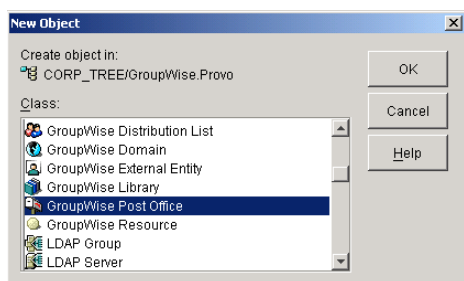 New Object
Create object in:
CORP_TREE/GroupWise.Provo
Class:
GroupWise Distribution List
GroupWise Domain
GroupWise External Entity
GroupWise Library
GroupWise Post Office
GroupWise Resource
LDAP Group
LDAP Server
OK
Cancel
Help